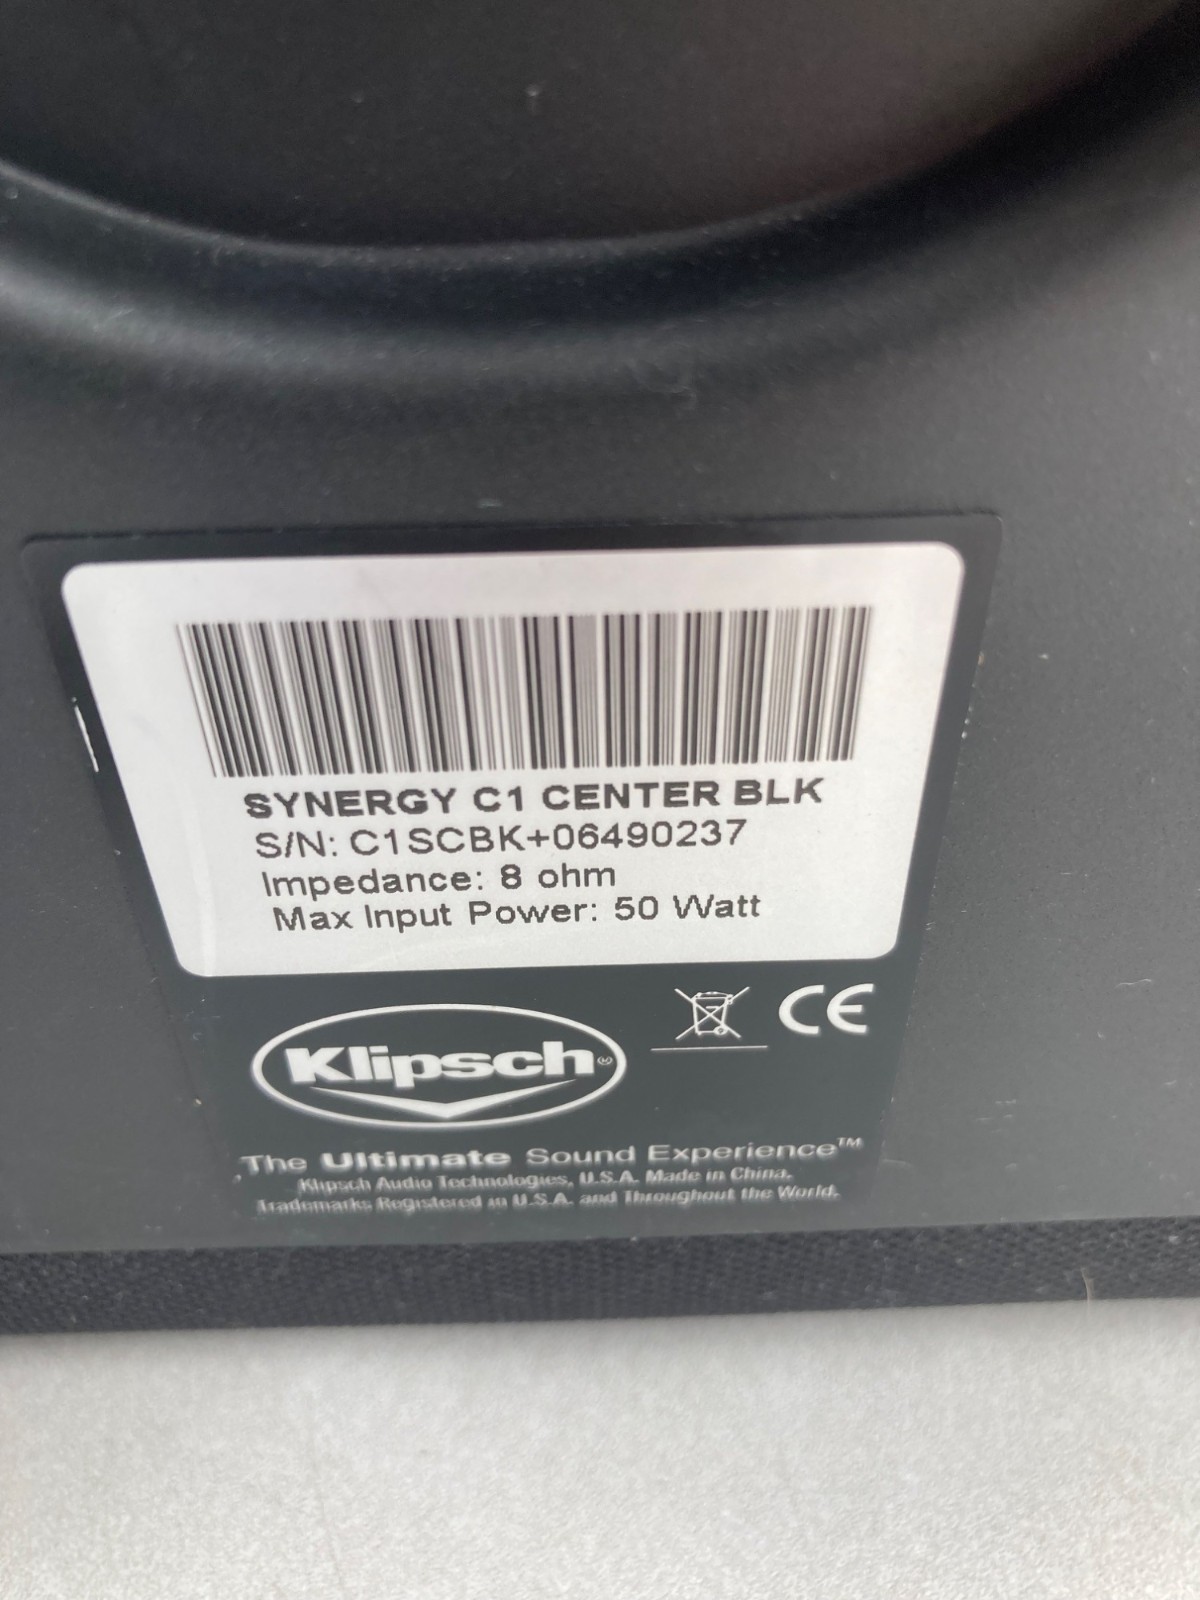 SYNERGY C1 CENTER BLK
S/N: C1SCBK+06490237
Impedance: 8 ohm
Max Input Power: 50 Watt
CE
Klipsch®
The Ultimate Sound Experience™
Klipsch Audio Technologies, U.S.A. Made in China.
Trademarks Registered in U.S.A. and Throughout the World.